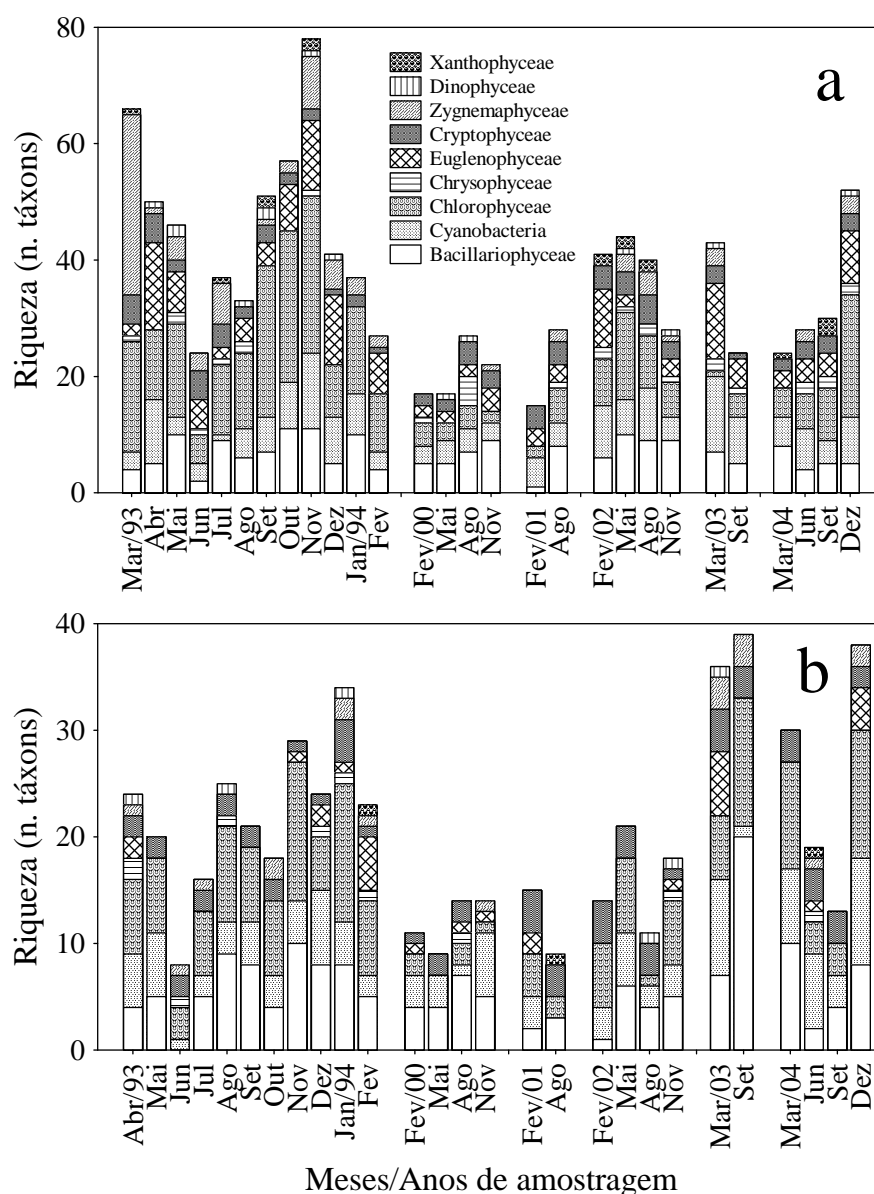 80
60
40
20
0
Riqueza (n. táxons)
a
Xanthophyceae
Dinophyceae
Zygnemaphyceae
Cryptophyceae
Euglenophyceae
Chrysophyceae
Chlorophyceae
Cyanobacteria
Bacillariophyceae
Mar/93
Abr
Mai
Jun
Jul
Ago
Set
Out
Nov
Dez
Jan/94
Fev
Fev/00
Mai
Ago
Nov
Fev/01
Ago
Fev/02
Mai
Ago
Nov
Mar/03
Set
Mar/04
Jun
Set
Dez
40
30
20
10
0
Riqueza (n. táxons)
b
Abr/93
Mai
Jun
Jul
Ago
Set
Out
Nov
Dez
Jan/94
Fev
Fev/00
Mai
Ago
Nov
Fev/01
Ago
Fev/02
Mai
Ago
Nov
Mar/03
Set
Mar/04
Jun
Set
Dez
Meses/Anos de amostragem